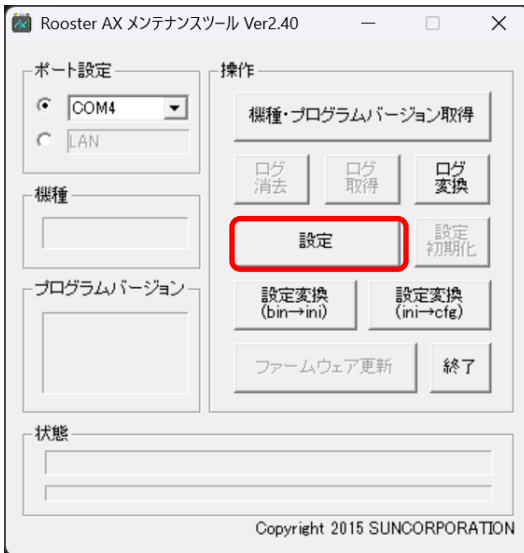 Rooster AX メンテナンスツール Ver2.40
ポート設定
COM4
LAN
機種
プログラムバージョン
操作
機種・プログラムバージョン取得
ログ
消去
ログ
取得
ログ
変換
設定
設定
初期化
設定変換
(bin→ini)
設定変換
(ini→cfg)
ファームウェア更新
終了
状態
Copyright 2015 SUNCORPORATION